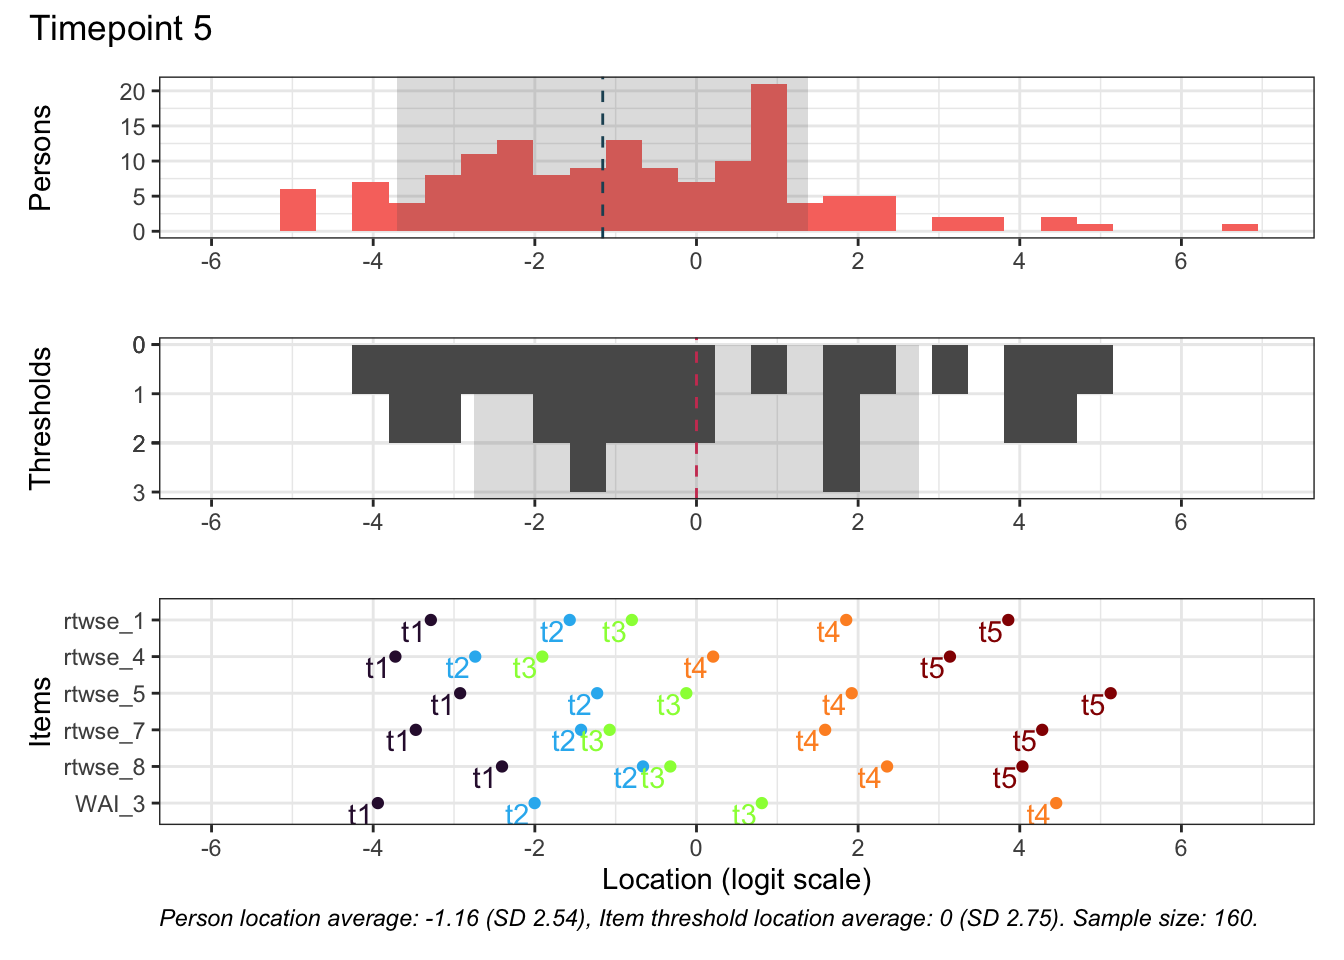 Timepoint 5
Persons
20
15
10
5
0
-6 -4 -2 0 2 4 6
Thresholds
0
1
2
3
-6 -4 -2 0 2 4 6
Items
rtwse_1 t1 t2 t3 t4 t5
rtwse_4 t1 t2 t3 t4 t5
rtwse_5 t1 t2 t3 t4 t5
rtwse_7 t1 t2 t3 t4 t5
rtwse_8 t1 t2 t3 t4 t5
WAI_3 t1 t2 t3 t4
-6 -4 -2 0 2 4 6
Location (logit scale)
Person location average: -1.16 (SD 2.54), Item threshold location average: 0 (SD 2.75). Sample size: 160.